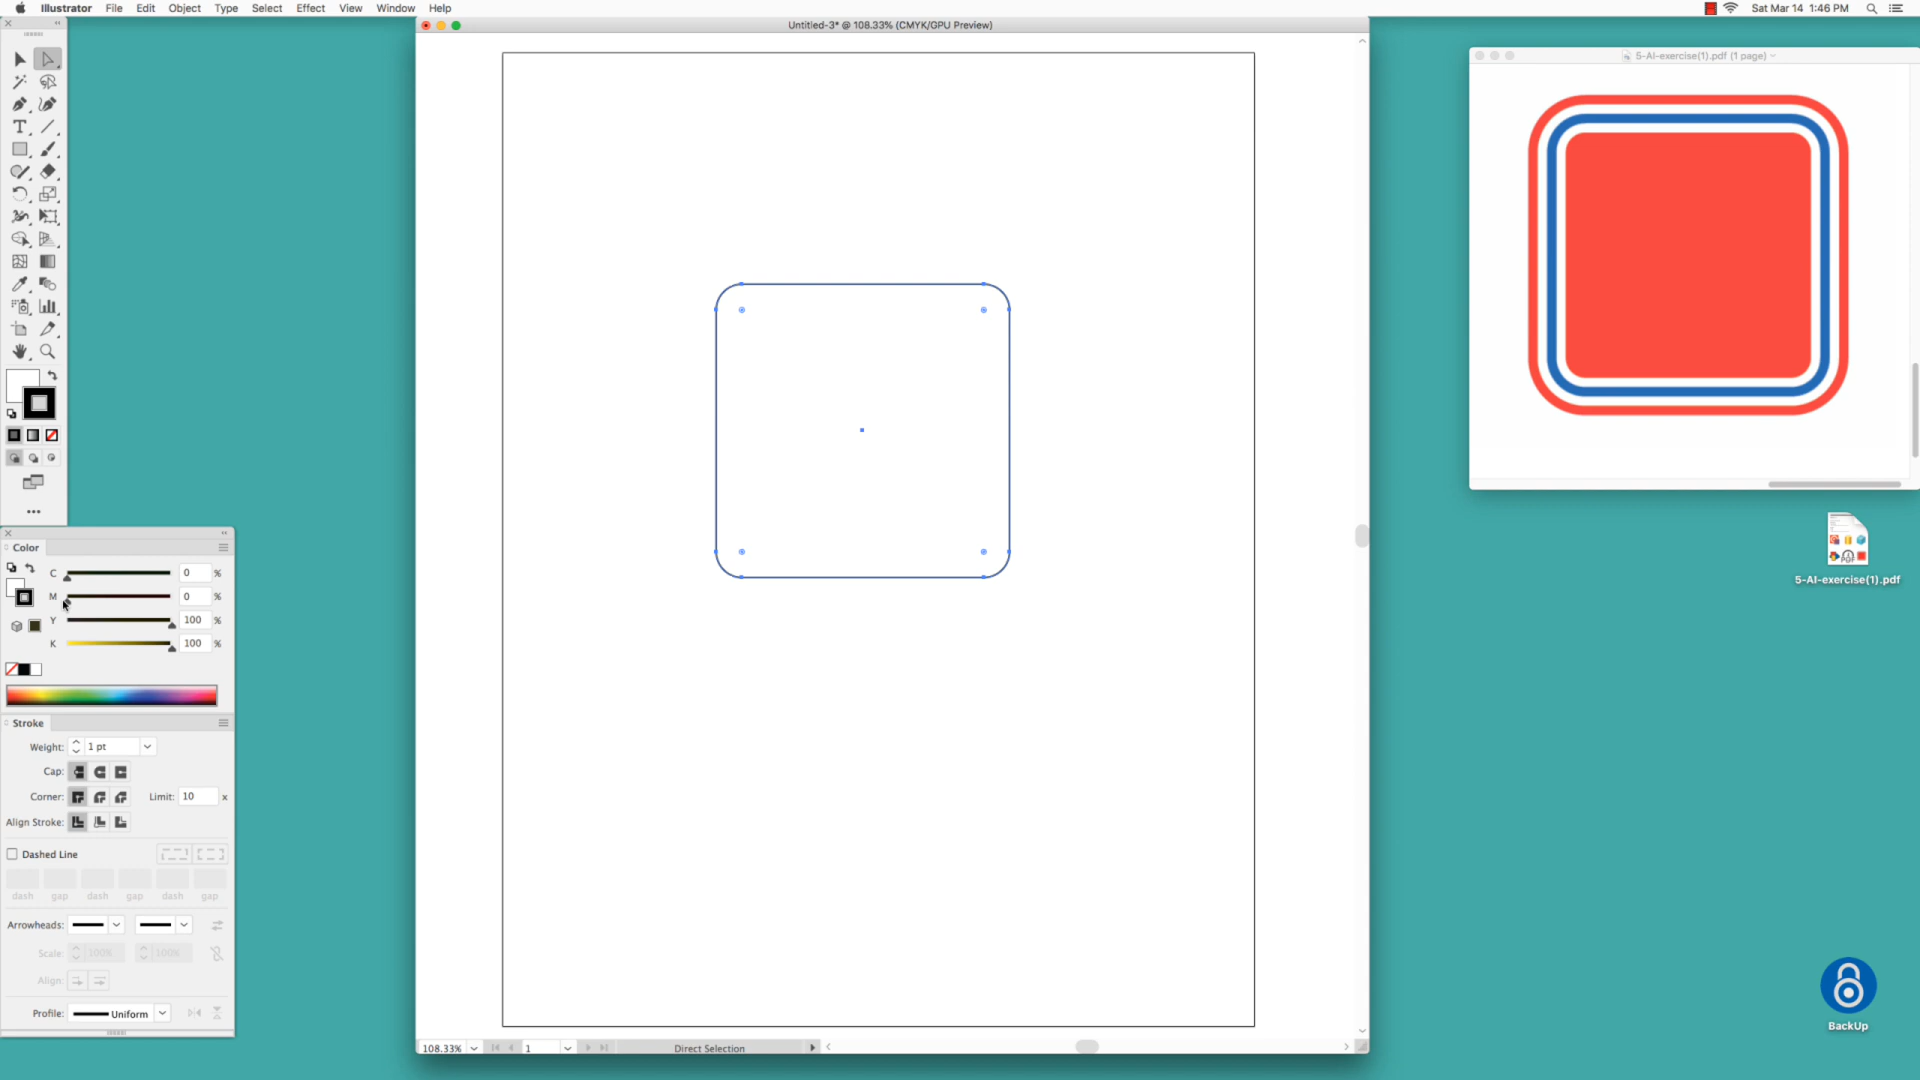 Illustrator File Edit Object Type Select Effect View Window Help
Sat Mar 14 1:46 PM
Untitled-3* @ 108.33% (CMYK/GPU Preview)
5-AI-exercise(1).pdf (1 page)
Color
C 0 %
M 0 %
Y 100 %
K 100 %
Stroke
Weight: 1 pt
Cap:
Corner: Limit: 10 x
Align Stroke:
Dashed Line
dash gap dash gap dash gap
Arrowheads:
Scale: 100% 100%
Align:
Profile: Uniform
108.33% 1 Direct Selection
5-AI-exercise(1).pdf
BackUp